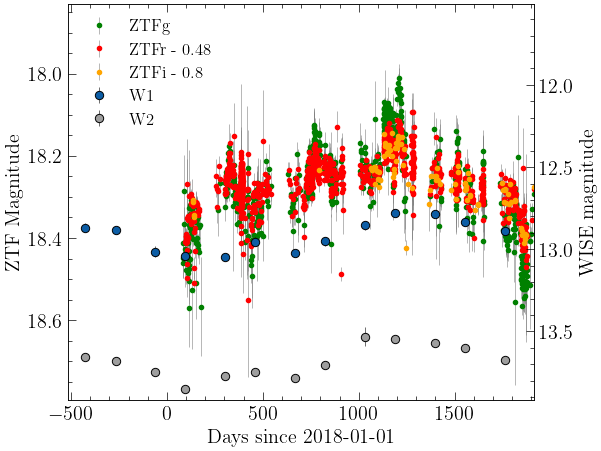 ZTFg
ZTFr - 0.48
ZTFi - 0.8
W1
W2
18.0
18.2
18.4
18.6
12.0
12.5
13.0
13.5
ZTF Magnitude
WISE magnitude
−500 0 500 1000 1500
Days since 2018-01-01